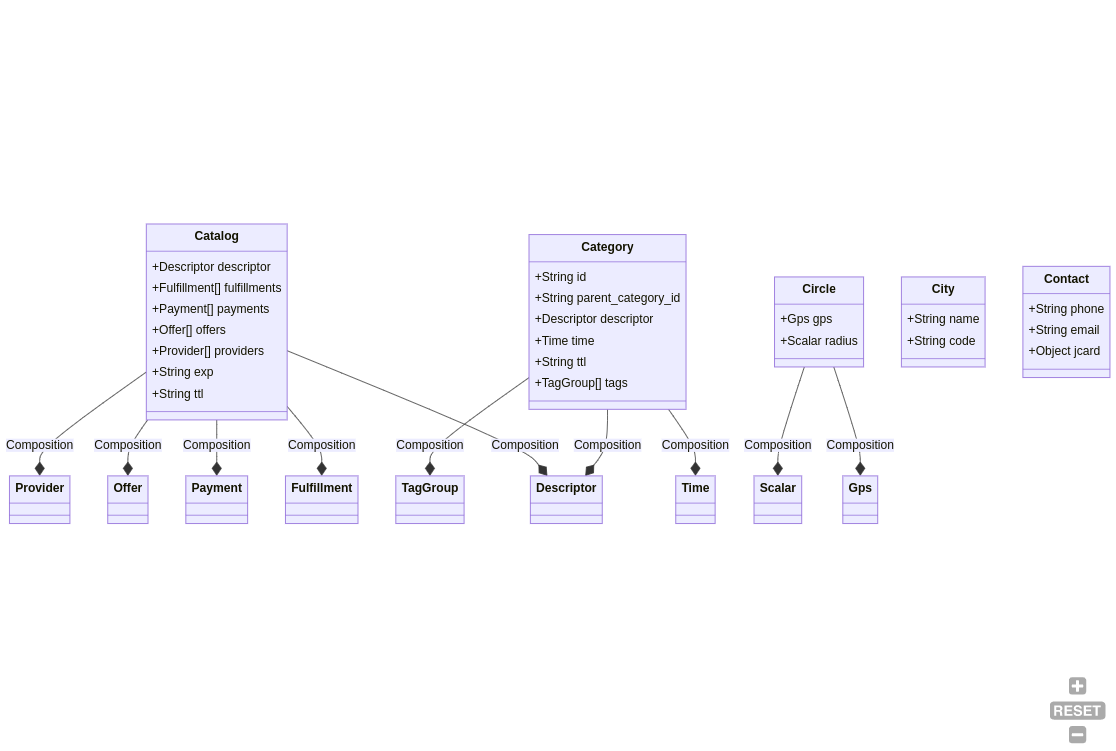 Catalog
+Descriptor descriptor
+Fulfillment[] fulfillments
+Payment[] payments
+Offer[] offers
+Provider[] providers
+String exp
+String ttl
Category
+String id
+String parent_category_id
+Descriptor descriptor
+Time time
+String ttl
+TagGroup[] tags
Circle
+Gps gps
+Scalar radius
City
+String name
+String code
Contact
+String phone
+String email
+Object jcard
Composition
Composition
Composition
Composition
Composition
Composition
Composition
Composition
Composition
Composition
Provider
Offer
Payment
Fulfillment
TagGroup
Descriptor
Time
Scalar
Gps
RESET